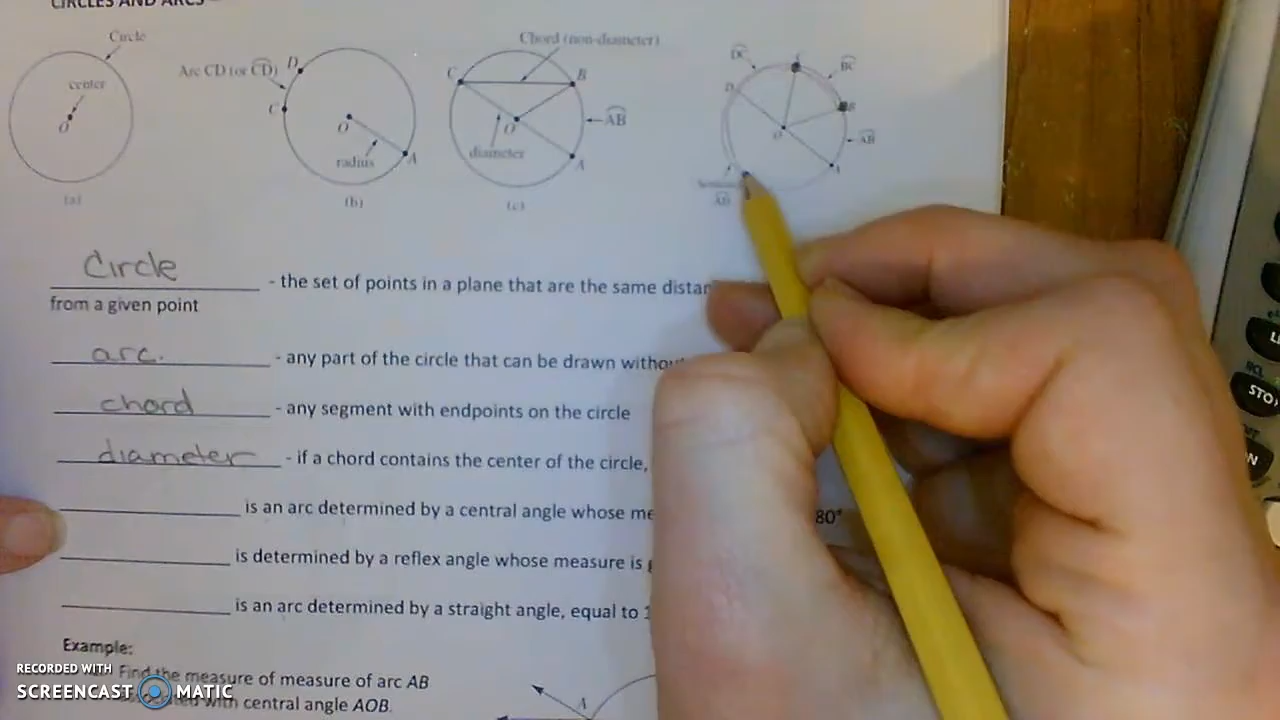 CIRCLES AND ARCS
Circle
center
O
(a)
Arc CD (or CD)
D
C
O
radius
A
(b)
Chord (non-diameter)
C
B
O
AB
diameter
A
(c)
DC
C
BC
D
B
O
AB
AD
Circle - the set of points in a plane that are the same
from a given point
arc. - any part of the circle that can be drawn
chord - any segment with endpoints on the circle
diameter - if a chord contains the center of the circle,
is an arc determined by a central angle whose 80°
is determined by a reflex angle whose measure is
is an arc determined by a straight angle, equal to
Example:
Find the measure of measure of arc AB
with central angle AOB.
A
RECORDED WITH
SCREENCAST MATIC
STO
ON